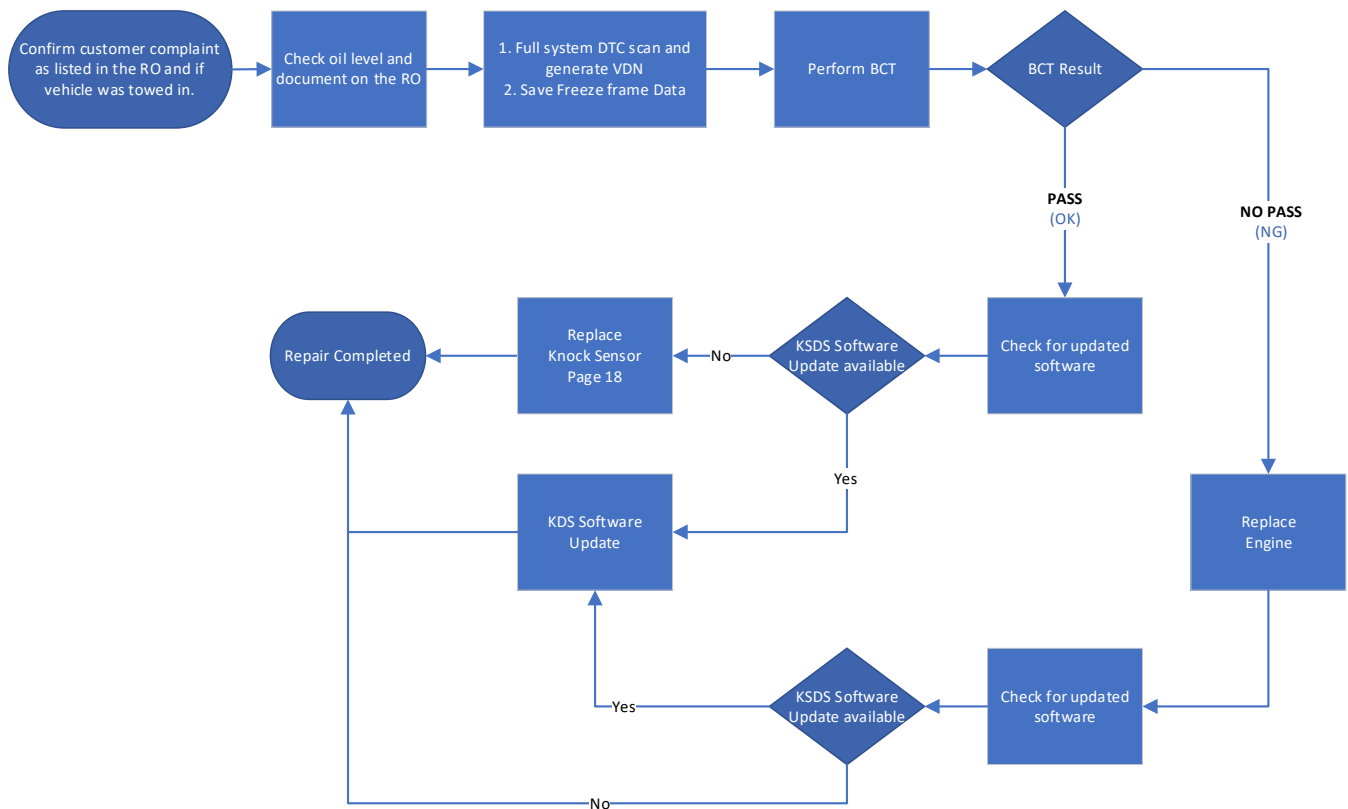 Confirm customer complaint
as listed in the RO and if
vehicle was towed in.
Check oil level and
document on the RO
1. Full system DTC scan and
generate VDN
2. Save Freeze frame Data
Perform BCT
BCT Result
PASS
(OK)
NO PASS
(NG)
Check for updated
software
KSDS Software
Update available
No
Replace
Knock Sensor
Page 18
Repair Completed
Yes
KDS Software
Update
Replace
Engine
Check for updated
software
KSDS Software
Update available
Yes
No